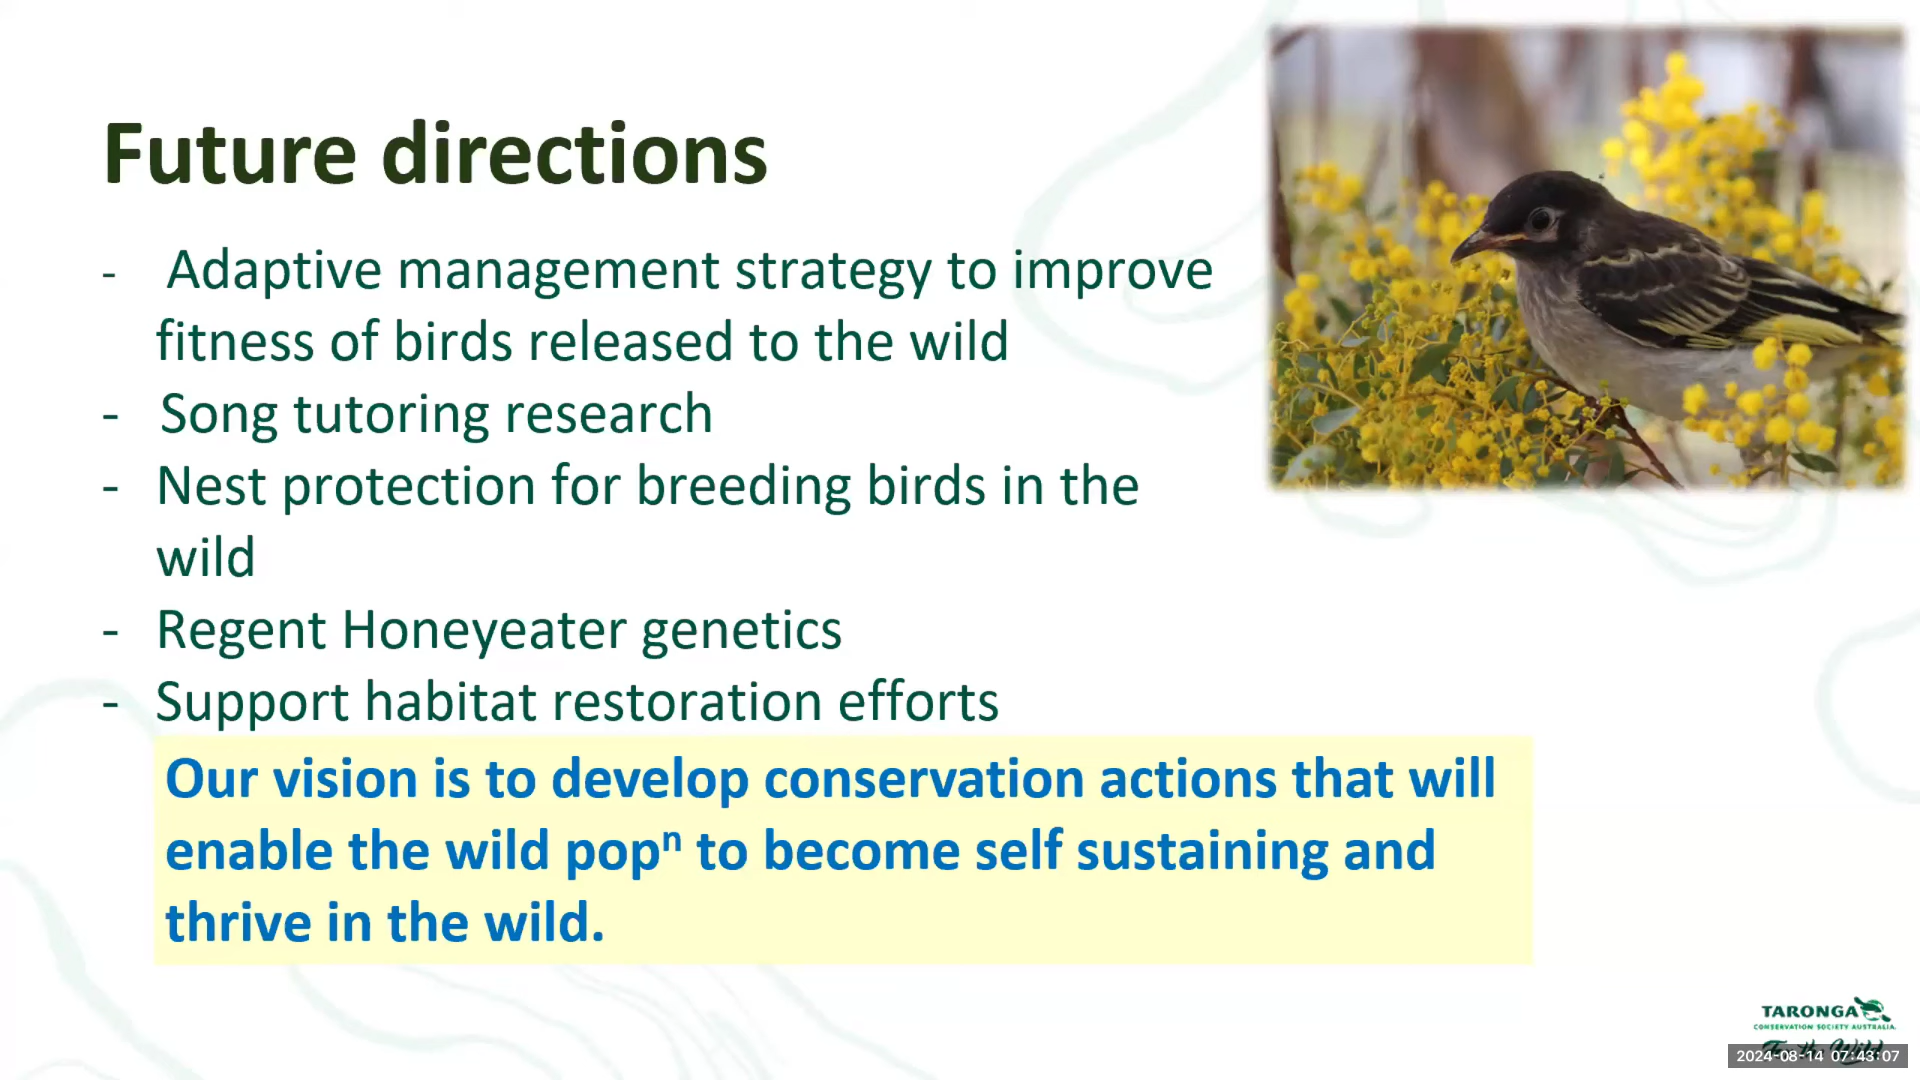 Future directions
- Adaptive management strategy to improve
fitness of birds released to the wild
- Song tutoring research
- Nest protection for breeding birds in the
wild
- Regent Honeyeater genetics
- Support habitat restoration efforts
Our vision is to develop conservation actions that will
enable the wild popⁿ to become self sustaining and
thrive in the wild.
TARONGA
CONSERVATION SOCIETY AUSTRALIA
2024-08-14 07:43:07